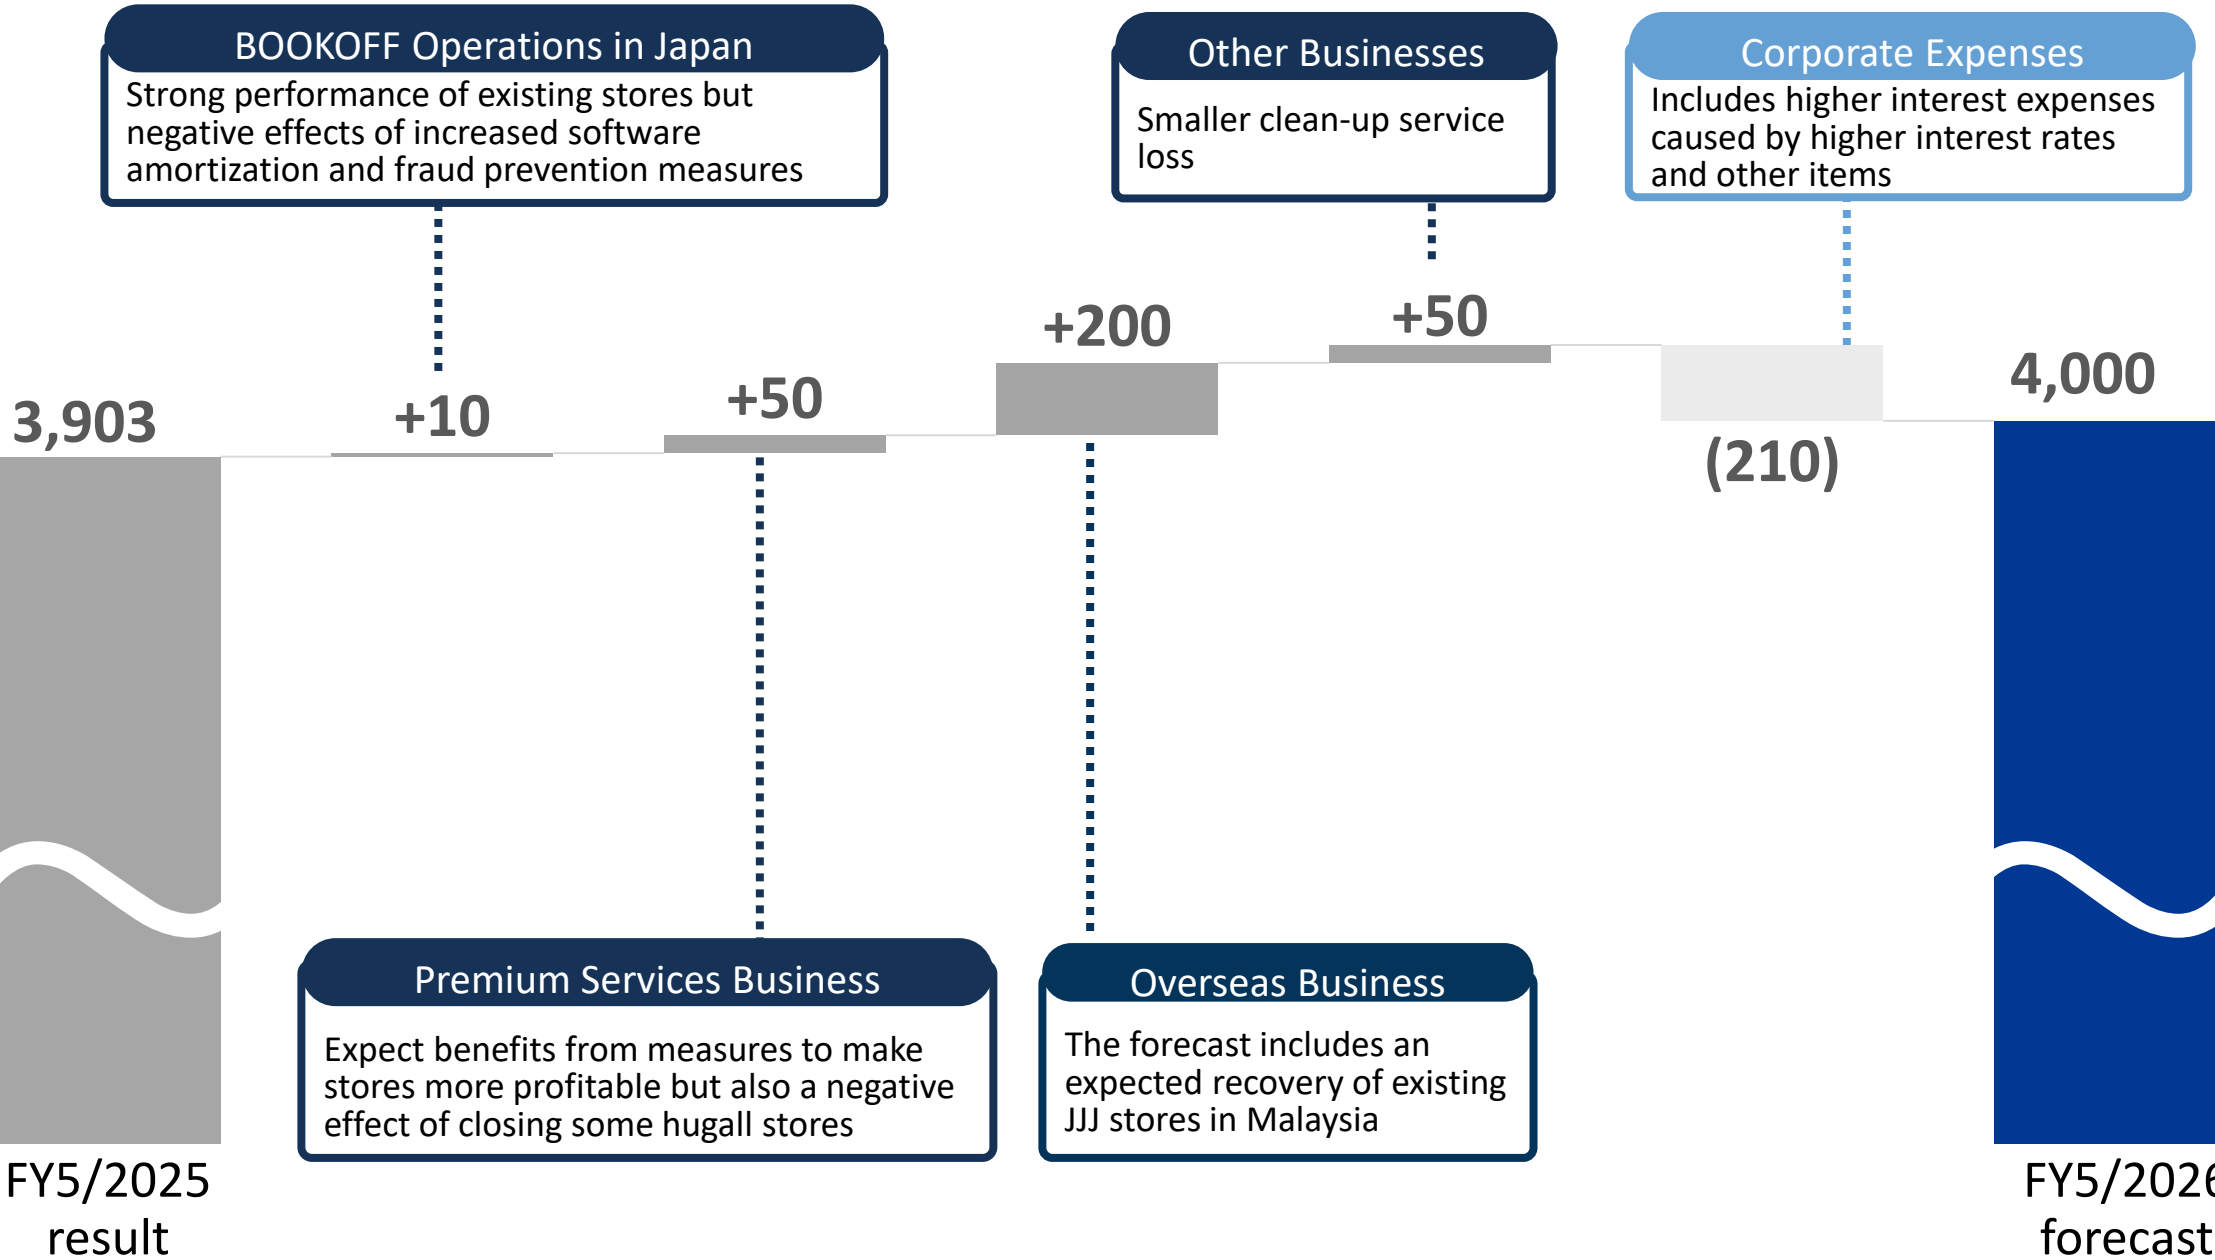 BOOKOFF Operations in Japan
Strong performance of existing stores but
negative effects of increased software
amortization and fraud prevention measures
Other Businesses
Smaller clean-up service
loss
Corporate Expenses
Includes higher interest expenses
caused by higher interest rates
and other items
3,903
+10
+50
+200
+50
(210)
4,000
Premium Services Business
Expect benefits from measures to make
stores more profitable but also a negative
effect of closing some hugall stores
Overseas Business
The forecast includes an
expected recovery of existing
JJJ stores in Malaysia
FY5/2025
result
FY5/2026
forecast